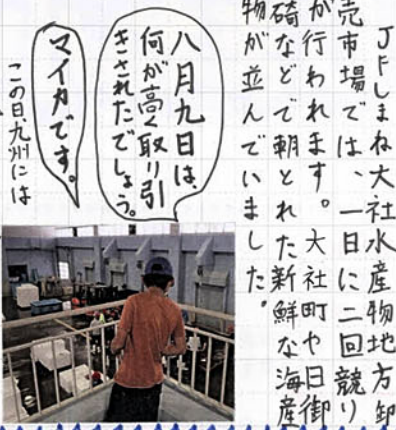 JFしまね大社水産物地方卸
売市場では、一日に二回競り
が行われます。大社町や日御
碕などで朝とれた新鮮な海産
物が並んでいました。
八月九日は、
何が高く取り引
きされたでしょう。
マイカです。
この日、九州には